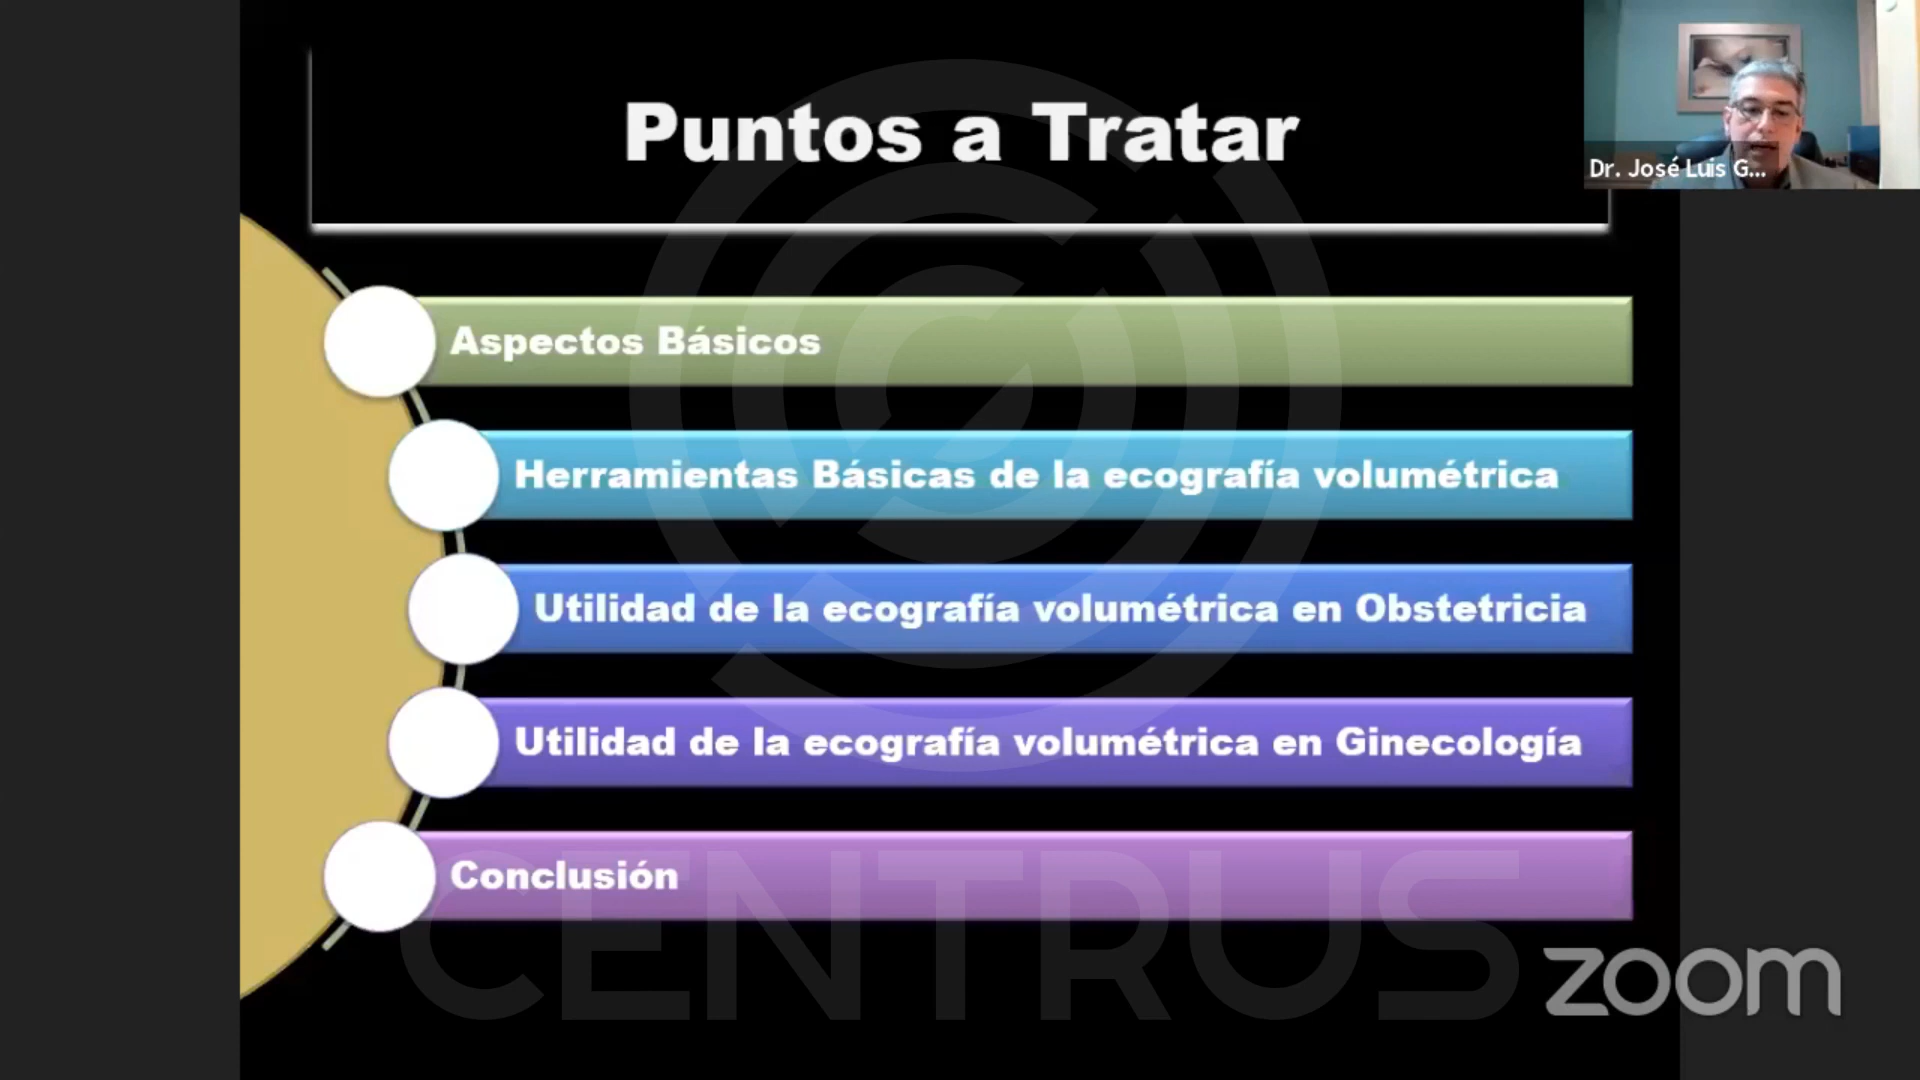 Puntos a Tratar
Dr. José Luis G...
Aspectos Básicos
Herramientas Básicas de la ecografía volumétrica
Utilidad de la ecografía volumétrica en Obstetricia
Utilidad de la ecografía volumétrica en Ginecología
Conclusión
CENTRUS
zoom